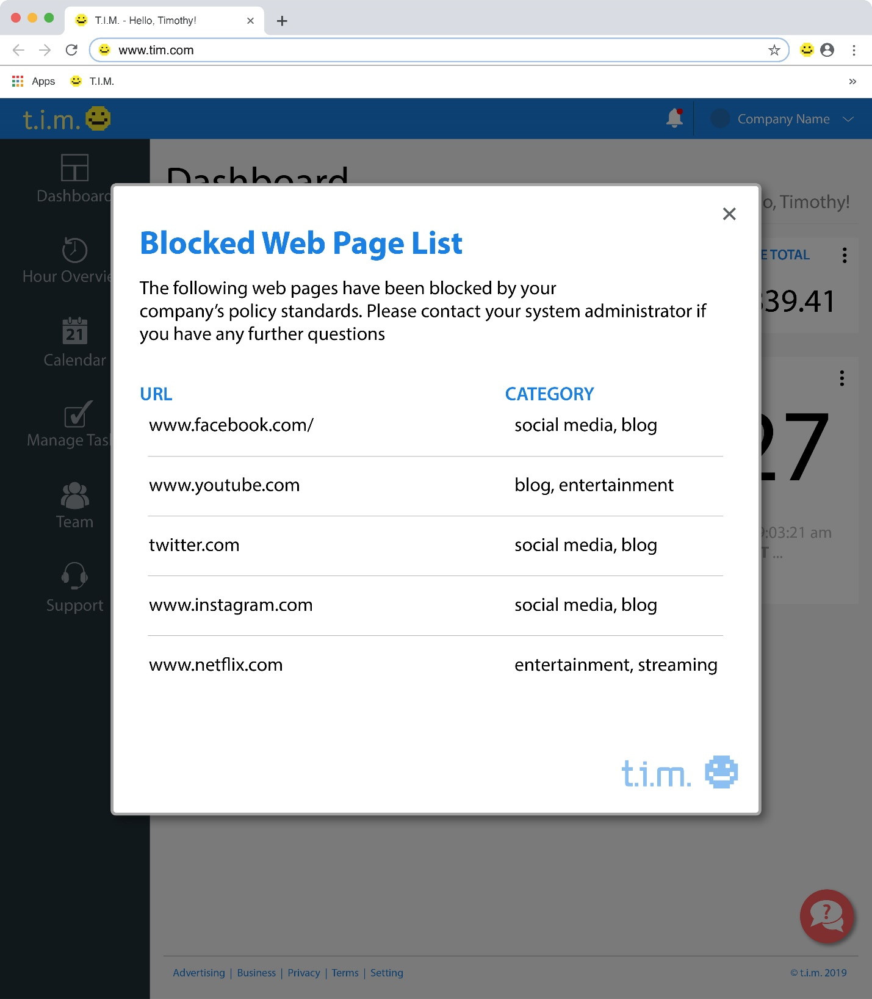 T.I.M. - Hello, Timothy!
www.tim.com
Apps
T.I.M.
»
t.i.m.
Company Name
Dashboard
Dashboard
o, Timothy!
Hour Overvie
E TOTAL
39.41
21
Calendar
Manage Tas
27
Team
:03:21 am
T ...
Support
Blocked Web Page List
The following web pages have been blocked by your
company’s policy standards. Please contact your system administrator if
you have any further questions
URL CATEGORY
www.facebook.com/ social media, blog
www.youtube.com blog, entertainment
twitter.com social media, blog
www.instagram.com social media, blog
www.netflix.com entertainment, streaming
t.i.m.
?
Advertising | Business | Privacy | Terms | Setting
© t.i.m. 2019